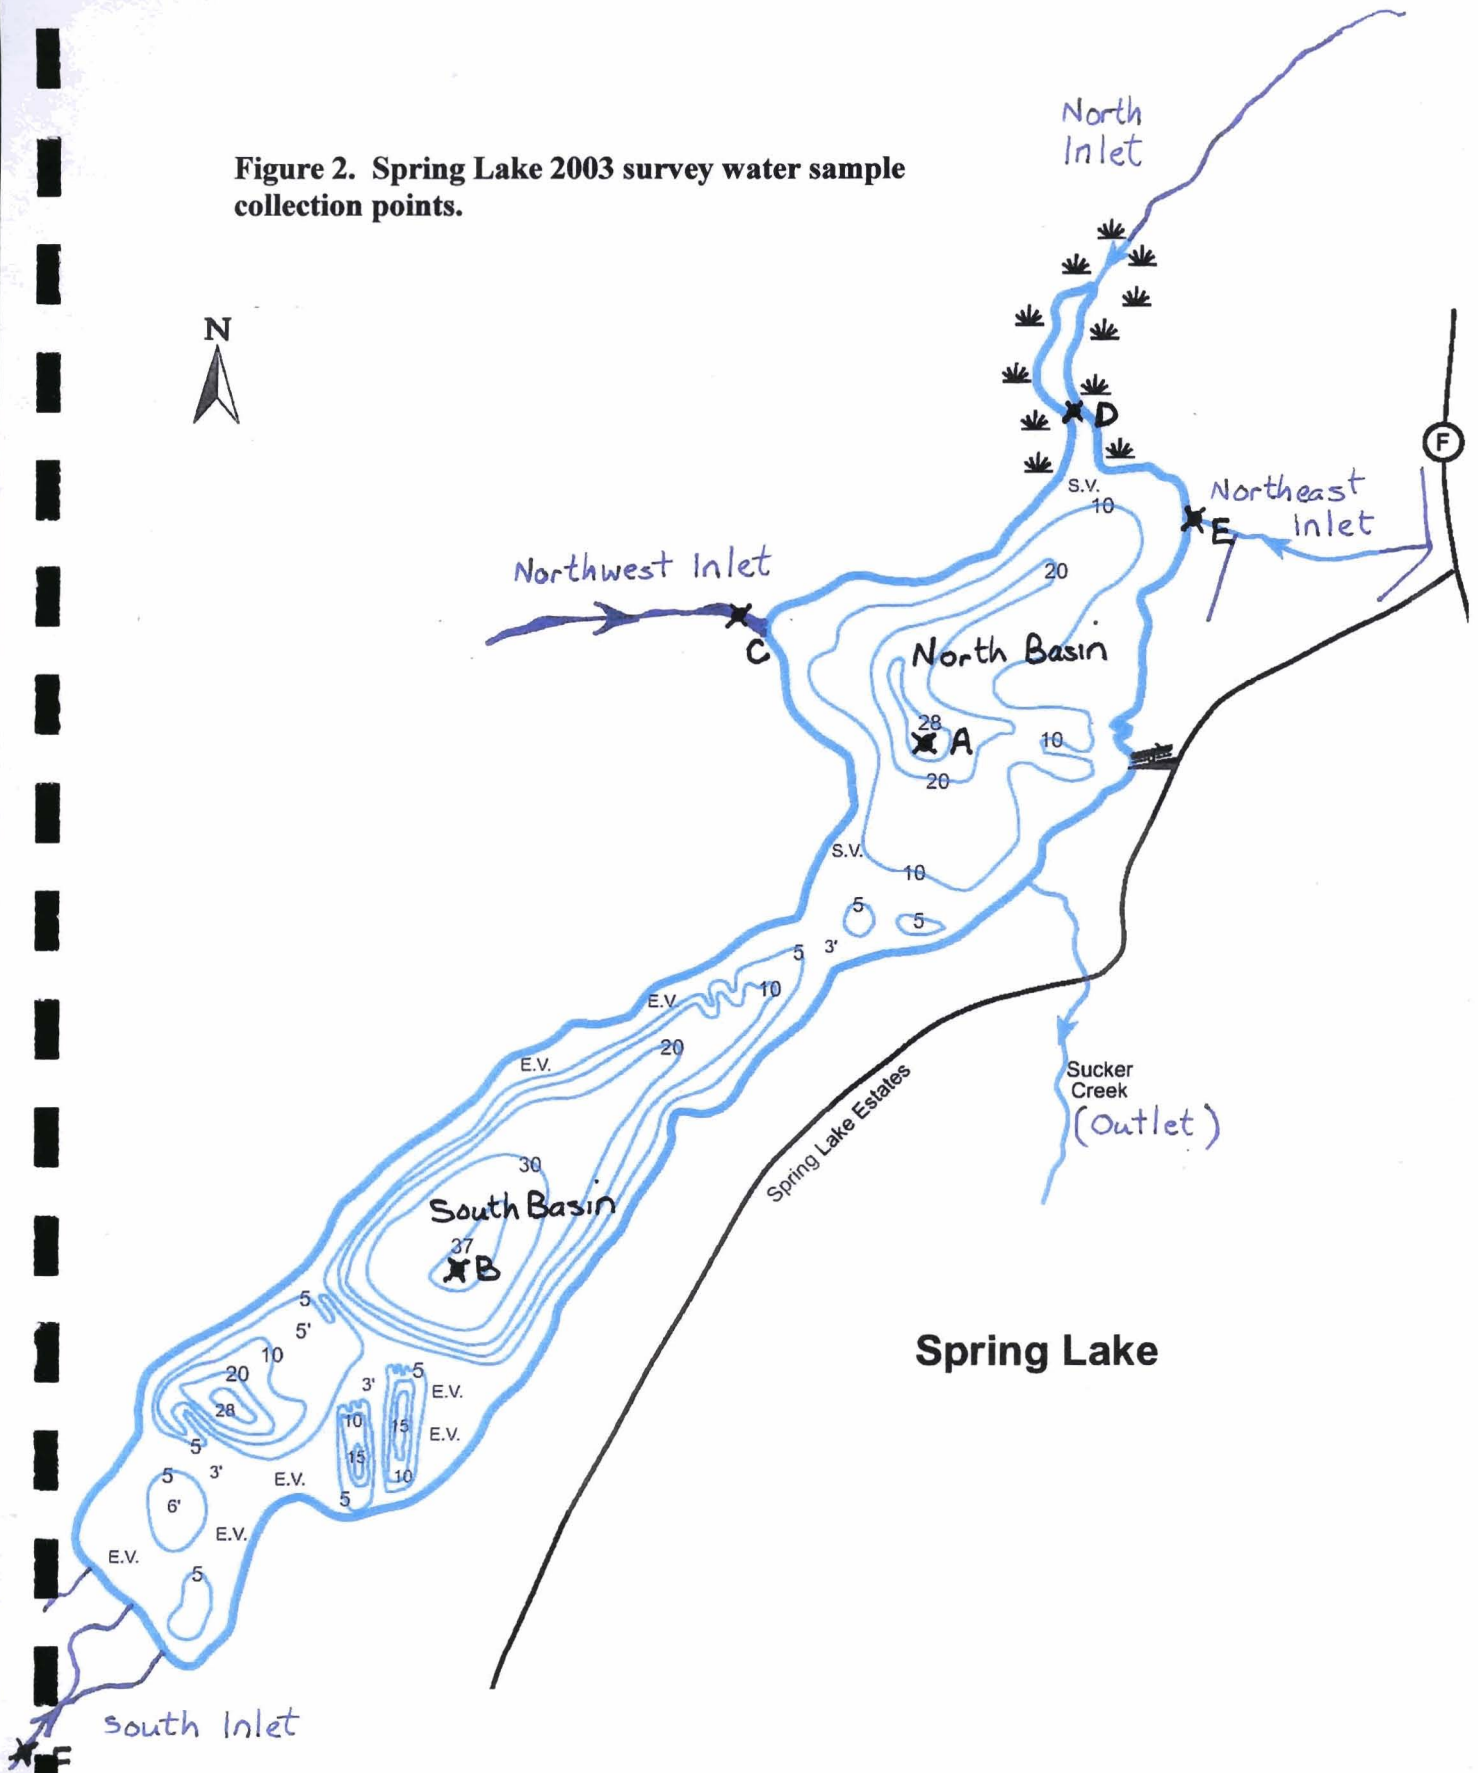 North
Inlet
Figure 2. Spring Lake 2003 survey water sample
collection points.
N
D
F
S.V.
10
Northeast
Inlet
E
Northwest Inlet
20
C
North Basin
28
A
10
20
S.V.
10
5
5
5
3'
E.V.
10
20
E.V.
Sucker
Creek
(Outlet)
Spring Lake Estates
30
South Basin
37
B
5
5'
Spring Lake
10
20
3'
5
E.V.
28
10
15
E.V.
5
15
5
3'
E.V.
10
6'
5
E.V.
E.V.
5
South Inlet
F